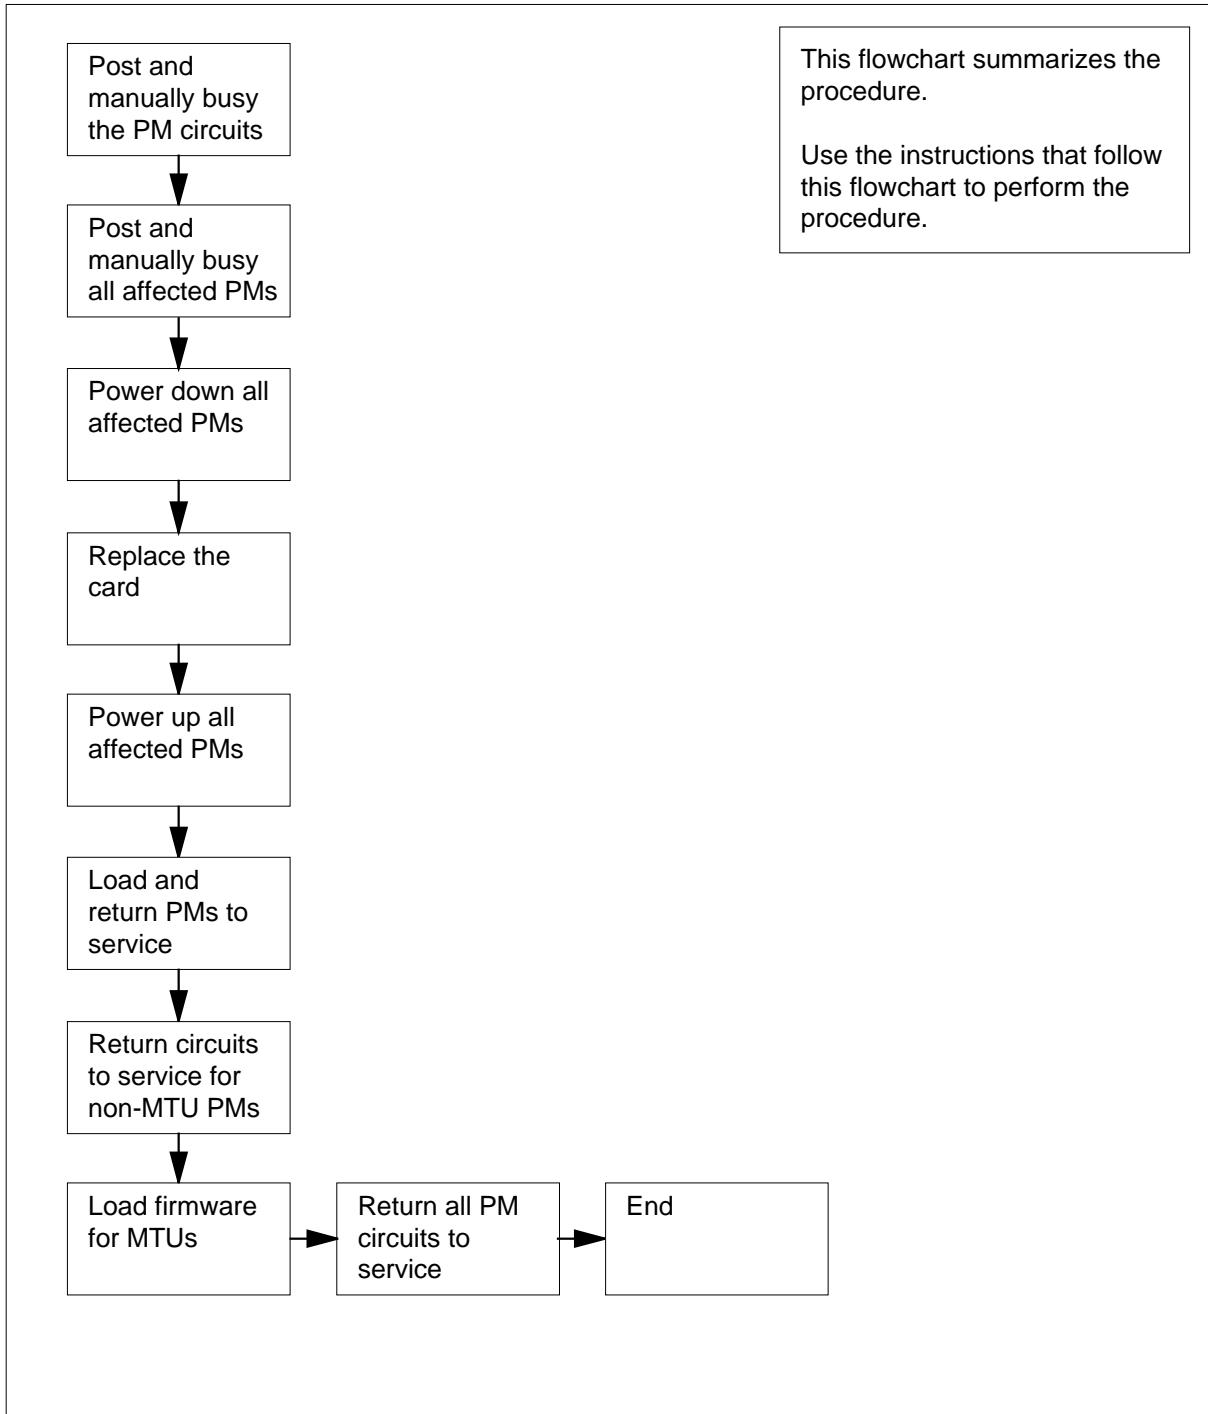 Post and
manually busy
the PM circuits
This flowchart summarizes the
procedure.
Use the instructions that follow
this flowchart to perform the
procedure.
Post and
manually busy
all affected PMs
Power down all
affected PMs
Replace the
card
Power up all
affected PMs
Load and
return PMs to
service
Return circuits
to service for
non-MTU PMs
Load firmware
for MTUs
Return all PM
circuits to
service
End